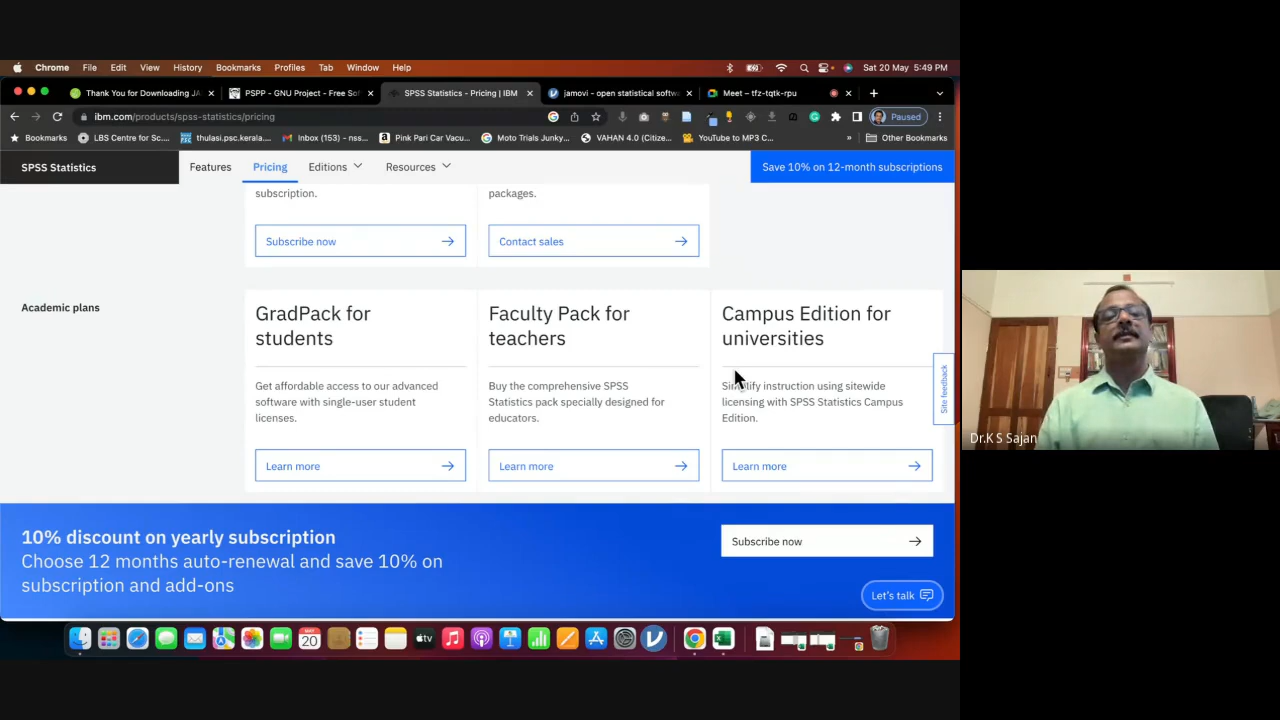 Chrome File Edit View History Bookmarks Profiles Tab Window Help
Sat 20 May 5:49 PM
Thank You for Downloading JA
PSPP - GNU Project - Free Sof
SPSS Statistics - Pricing | IBM
jamovi - open statistical softw
Meet – tfz-tqtk-rpu
ibm.com/products/spss-statistics/pricing
Paused
Bookmarks
LBS Centre for Sc...
thulasi.psc.kerala....
Inbox (153) - nss...
Pink Pari Car Vacu...
Moto Trials Junky...
VAHAN 4.0 (Citize...
YouTube to MP3 C...
»
Other Bookmarks
SPSS Statistics
Features
Pricing
Editions
Resources
Save 10% on 12-month subscriptions
subscription.
packages.
Subscribe now
Contact sales
Academic plans
GradPack for
students
Get affordable access to our advanced
software with single-user student
licenses.
Learn more
Faculty Pack for
teachers
Buy the comprehensive SPSS
Statistics pack specially designed for
educators.
Learn more
Campus Edition for
universities
instruction using sitewide
licensing with SPSS Statistics Campus
Edition.
Learn more
Site feedback
10% discount on yearly subscription
Choose 12 months auto-renewal and save 10% on
subscription and add-ons
Subscribe now
Let's talk
MAY
20
tv
Dr.K S Sajan